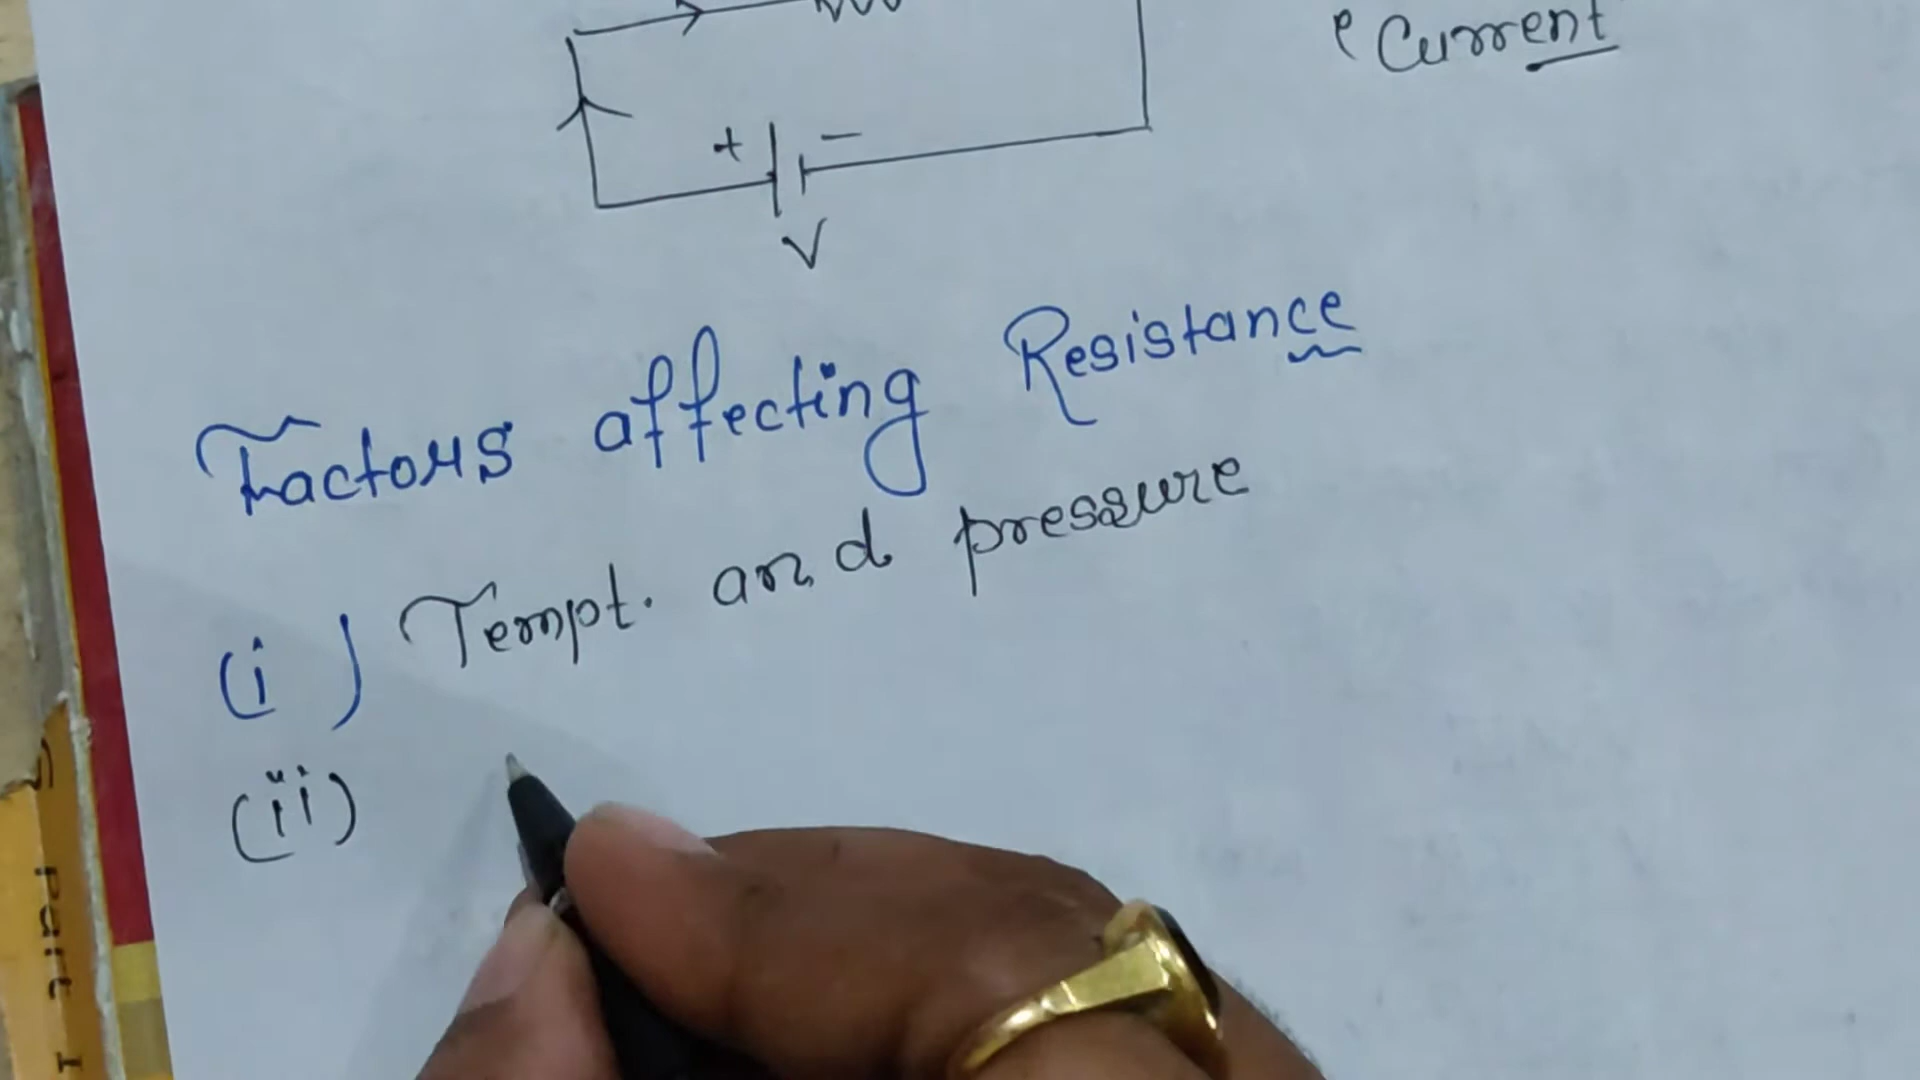 e Current
+ −
V
Factors affecting Resistance
(i) Tempt. and pressure
(ii)
Part I